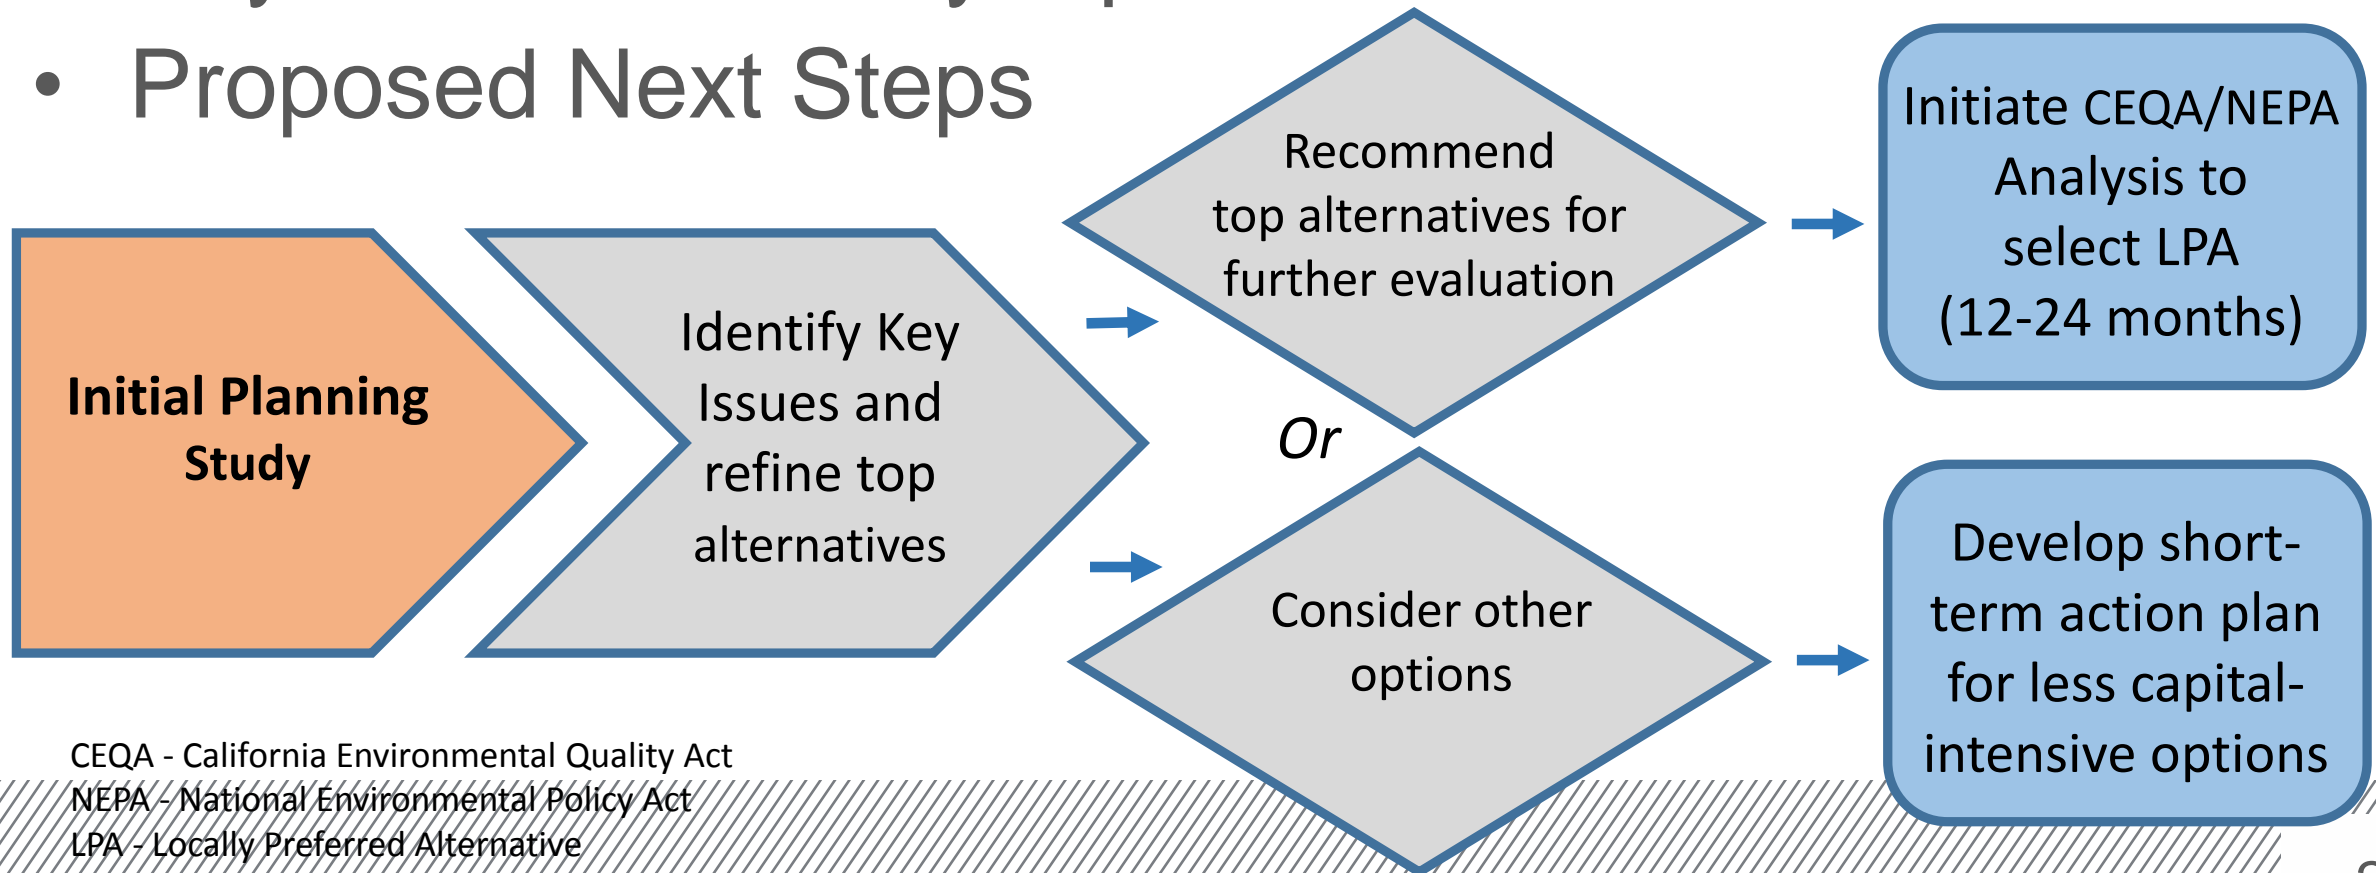 • Proposed Next Steps
Initial Planning
Study
Identify Key
Issues and
refine top
alternatives
Recommend
top alternatives for
further evaluation
Or
Consider other
options
Initiate CEQA/NEPA
Analysis to
select LPA
(12-24 months)
Develop short-
term action plan
for less capital-
intensive options
CEQA - California Environmental Quality Act
NEPA - National Environmental Policy Act
LPA - Locally Preferred Alternative